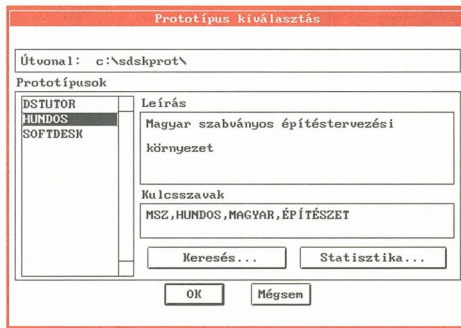 Prototípus kiválasztás
Útvonal: c:\sdskprot\
Prototípusok
DSTUTOR
HUNDOS
SOFTDESK
Leírás
Magyar szabványos építéstervezési
környezet
Kulcsszavak
MSZ,HUNDOS,MAGYAR,ÉPÍTÉSZET
Keresés...
Statisztika...
OK
Mégsem